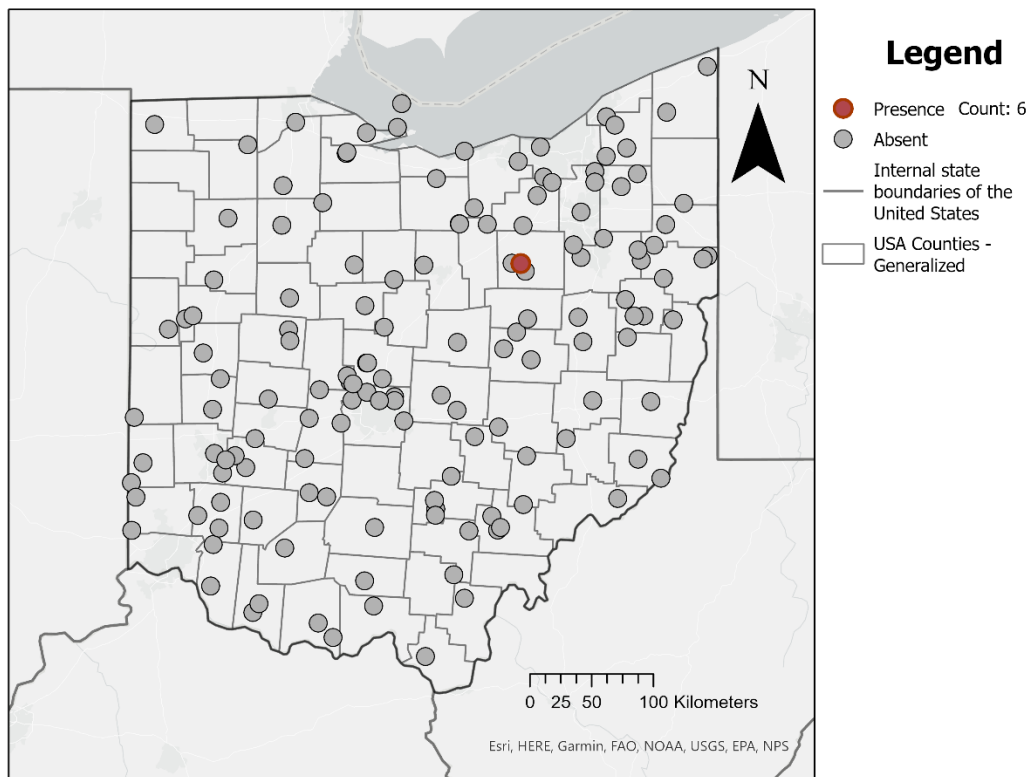 Legend
N
Presence Count: 6
Absent
Internal state
boundaries of the
United States
USA Counties -
Generalized
0 25 50 100 Kilometers
Esri, HERE, Garmin, FAO, NOAA, USGS, EPA, NPS